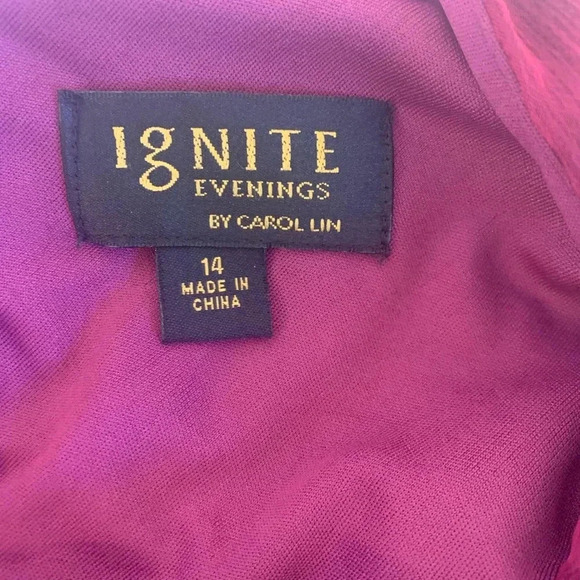 IgNITE
EVENINGS
BY CAROL LIN
14
MADE IN
CHINA